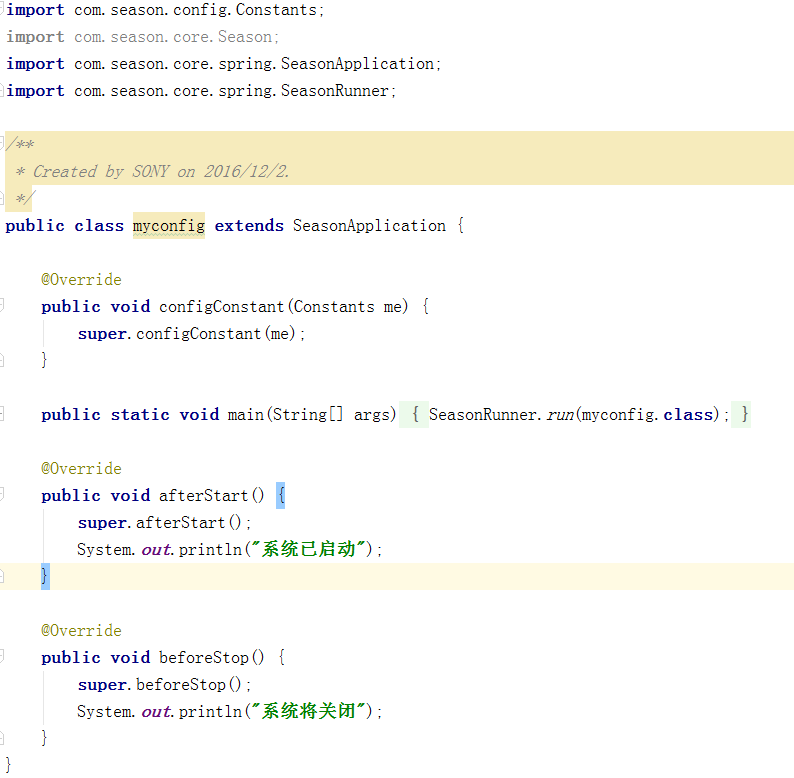 import com.season.config.Constants;
import com.season.core.Season;
import com.season.core.spring.SeasonApplication;
import com.season.core.spring.SeasonRunner;
/**
* Created by SONY on 2016/12/2.
*/
public class myconfig extends SeasonApplication {
@Override
public void configConstant(Constants me) {
super.configConstant(me);
}
public static void main(String[] args) { SeasonRunner.run(myconfig.class); }
@Override
public void afterStart() {
super.afterStart();
System.out.println("系统已启动");
}
@Override
public void beforeStop() {
super.beforeStop();
System.out.println("系统将关闭");
}
}